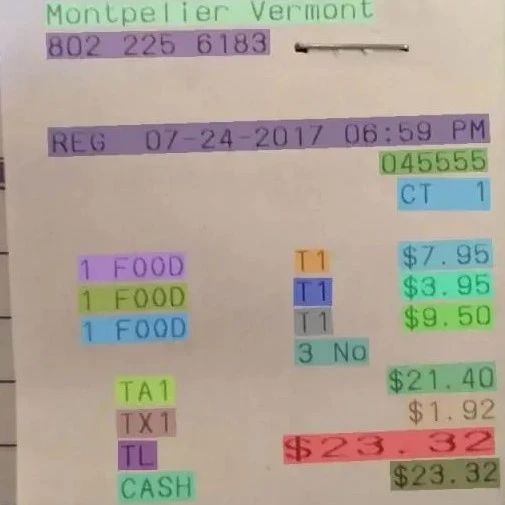 Montpelier Vermont
802 225 6183
REG 07-24-2017 06:59 PM
045555
CT 1
1 FOOD T1 $7.95
1 FOOD T1 $3.95
1 FOOD T1 $9.50
3 No
TA1 $21.40
TX1 $1.92
TL $23.32
CASH $23.32